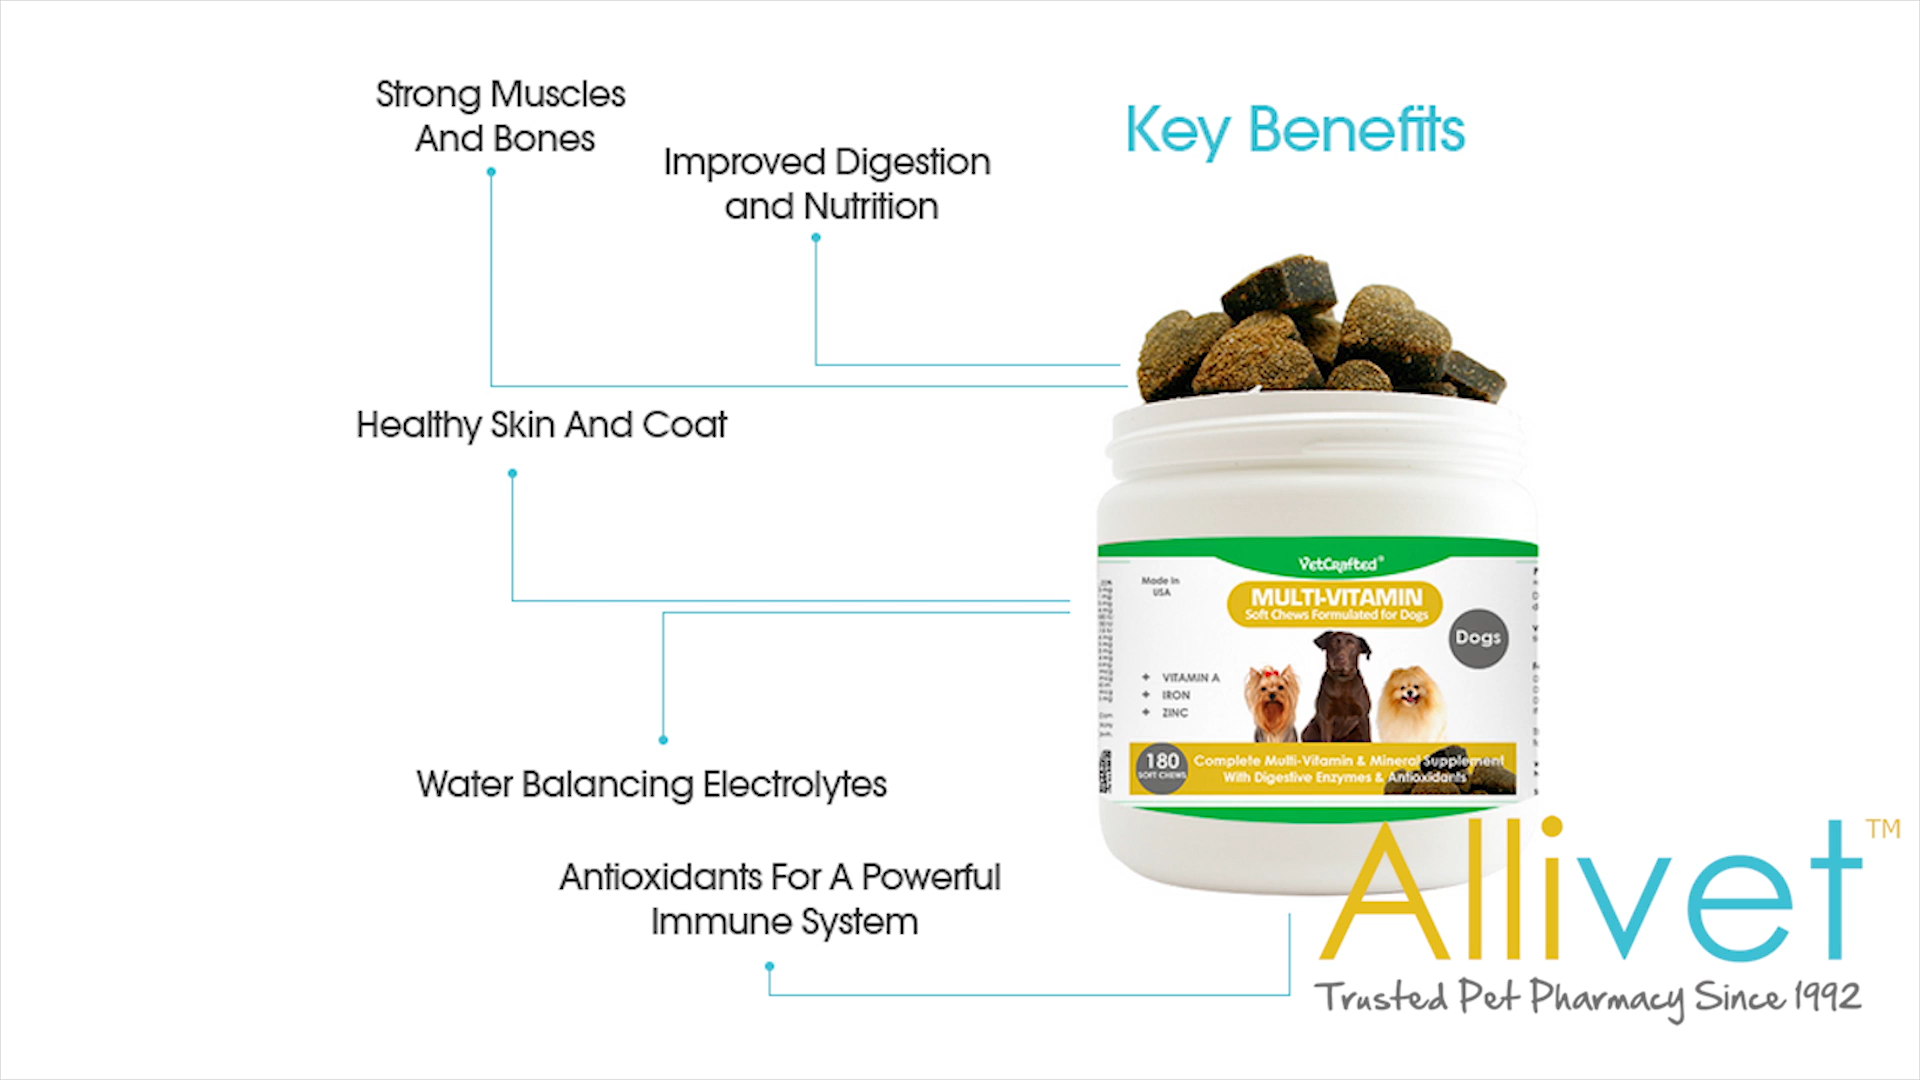 Strong Muscles
And Bones
Improved Digestion
and Nutrition
Key Benefits
Healthy Skin And Coat
Water Balancing Electrolytes
Antioxidants For A Powerful
Immune System
VetCrafted®
Made In
USA
MULTI-VITAMIN
Soft Chews Formulated for Dogs
Dogs
+ VITAMIN A
+ IRON
+ ZINC
180
SOFT CHEWS
Complete Multi-Vitamin & Mineral Supplement
With Digestive Enzymes & Antioxidants
Allivet™
Trusted Pet Pharmacy Since 1992